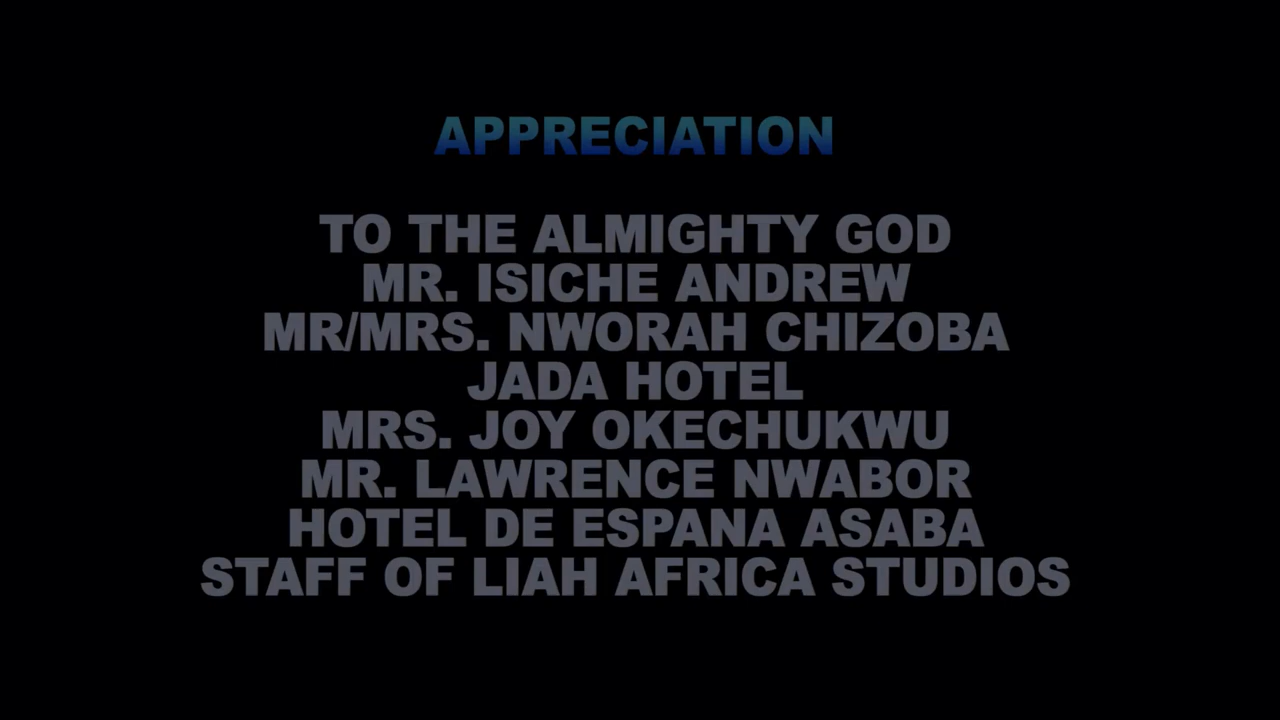 APPRECIATION
TO THE ALMIGHTY GOD
MR. ISICHE ANDREW
MR/MRS. NWORAH CHIZOBA
JADA HOTEL
MRS. JOY OKECHUKWU
MR. LAWRENCE NWABOR
HOTEL DE ESPANA ASABA
STAFF OF LIAH AFRICA STUDIOS